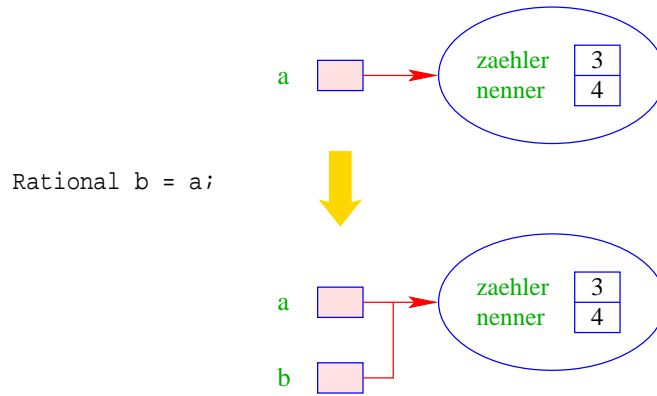 a
zaehler 3
nenner 4
Rational b = a;
a
zaehler 3
nenner 4
b